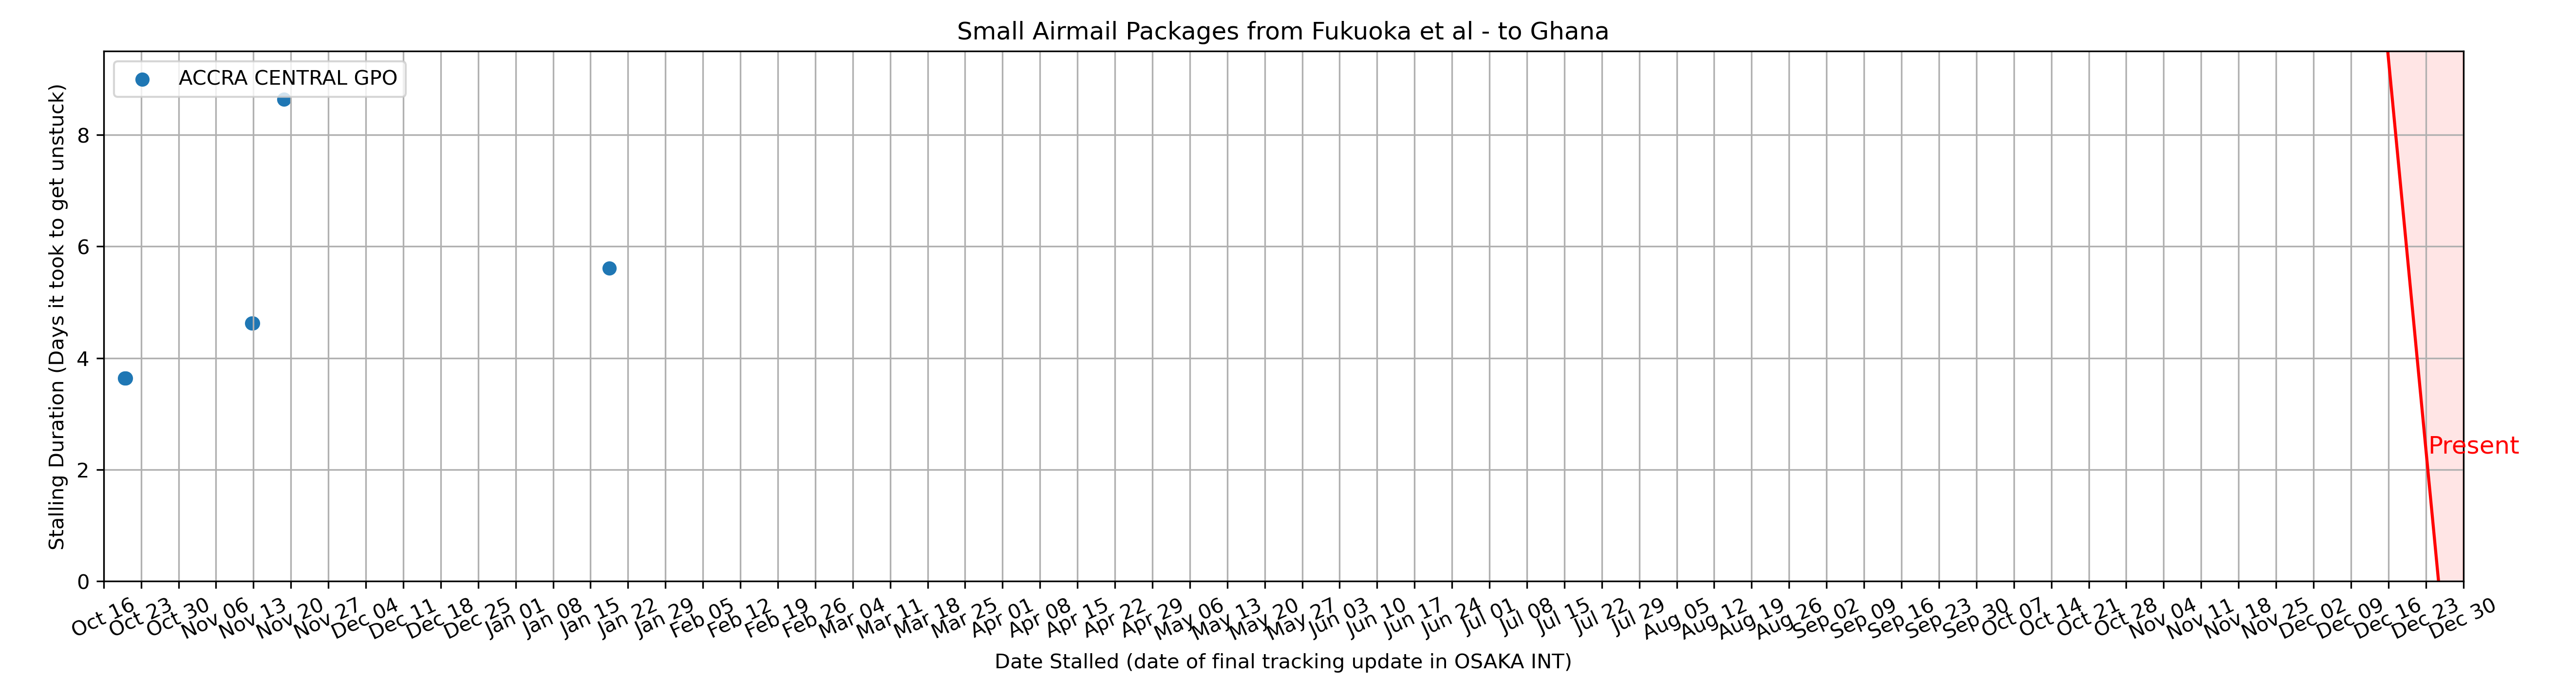 Small Airmail Packages from Fukuoka et al - to Ghana
ACCRA CENTRAL GPO
Stalling Duration (Days it took to get unstuck)
8
6
4
2
0
Present
Oct 16
Oct 23
Oct 30
Nov 06
Nov 13
Nov 20
Nov 27
Dec 04
Dec 11
Dec 18
Dec 25
Jan 01
Jan 08
Jan 15
Jan 22
Jan 29
Feb 05
Feb 12
Feb 19
Feb 26
Mar 04
Mar 11
Mar 18
Mar 25
Apr 01
Apr 08
Apr 15
Apr 22
Apr 29
May 06
May 13
May 20
May 27
Jun 03
Jun 10
Jun 17
Jun 24
Jul 01
Jul 08
Jul 15
Jul 22
Jul 29
Aug 05
Aug 12
Aug 19
Aug 26
Sep 02
Sep 09
Sep 16
Sep 23
Sep 30
Oct 07
Oct 14
Oct 21
Oct 28
Nov 04
Nov 11
Nov 18
Nov 25
Dec 02
Dec 09
Dec 16
Dec 23
Dec 30
Date Stalled (date of final tracking update in OSAKA INT)